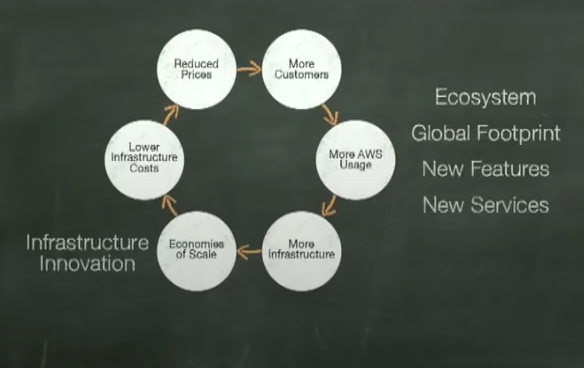 Reduced
Prices
More
Customers
Ecosystem
Global Footprint
New Features
New Services
Lower
Infrastructure
Costs
More AWS
Usage
Infrastructure
Innovation
Economies
of Scale
More
Infrastructure